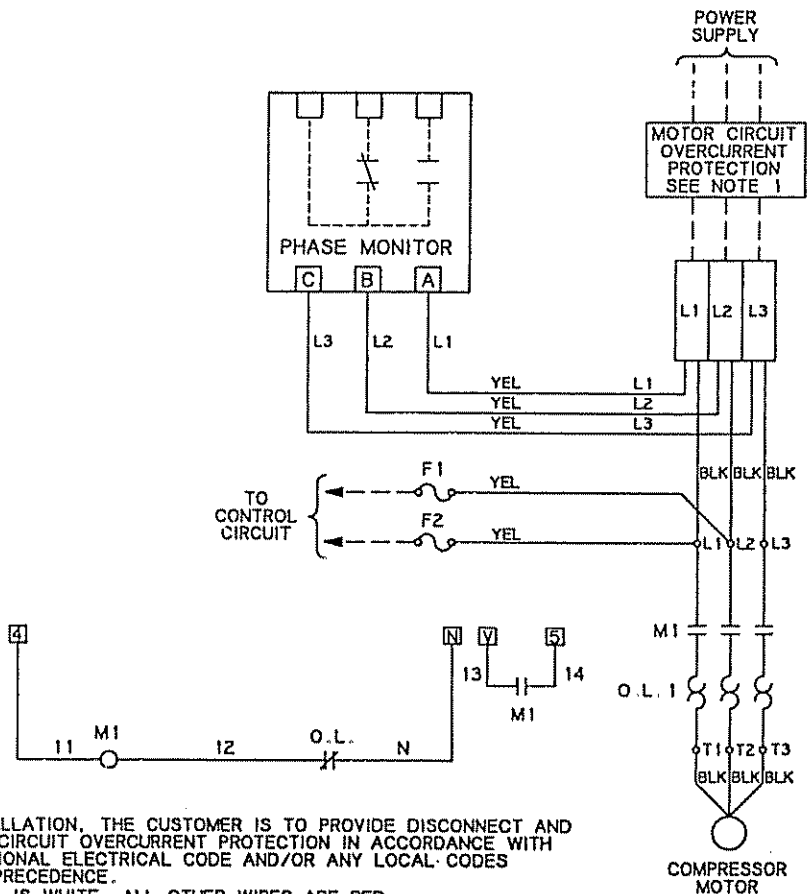 POWER
SUPPLY
MOTOR CIRCUIT
OVERCURRENT
PROTECTION
SEE NOTE 1
PHASE MONITOR
C B A
L1 L2 L3
L3 L2 L1
YEL L1
YEL L2
YEL L3
BLK BLK BLK
F1
YEL
TO
CONTROL
CIRCUIT
F2
YEL
L1 L2 L3
M1
4 N V 5
13 14
M1
O.L. 1
11 M1 12 O.L. N
T1 T2 T3
BLK BLK BLK
COMPRESSOR
MOTOR
LLATION, THE CUSTOMER IS TO PROVIDE DISCONNECT AND
CIRCUIT OVERCURRENT PROTECTION IN ACCORDANCE WITH
IONAL ELECTRICAL CODE AND/OR ANY LOCAL CODES
PRECEDENCE.
IS WHITE. ALL OTHER WIRES ARE RED